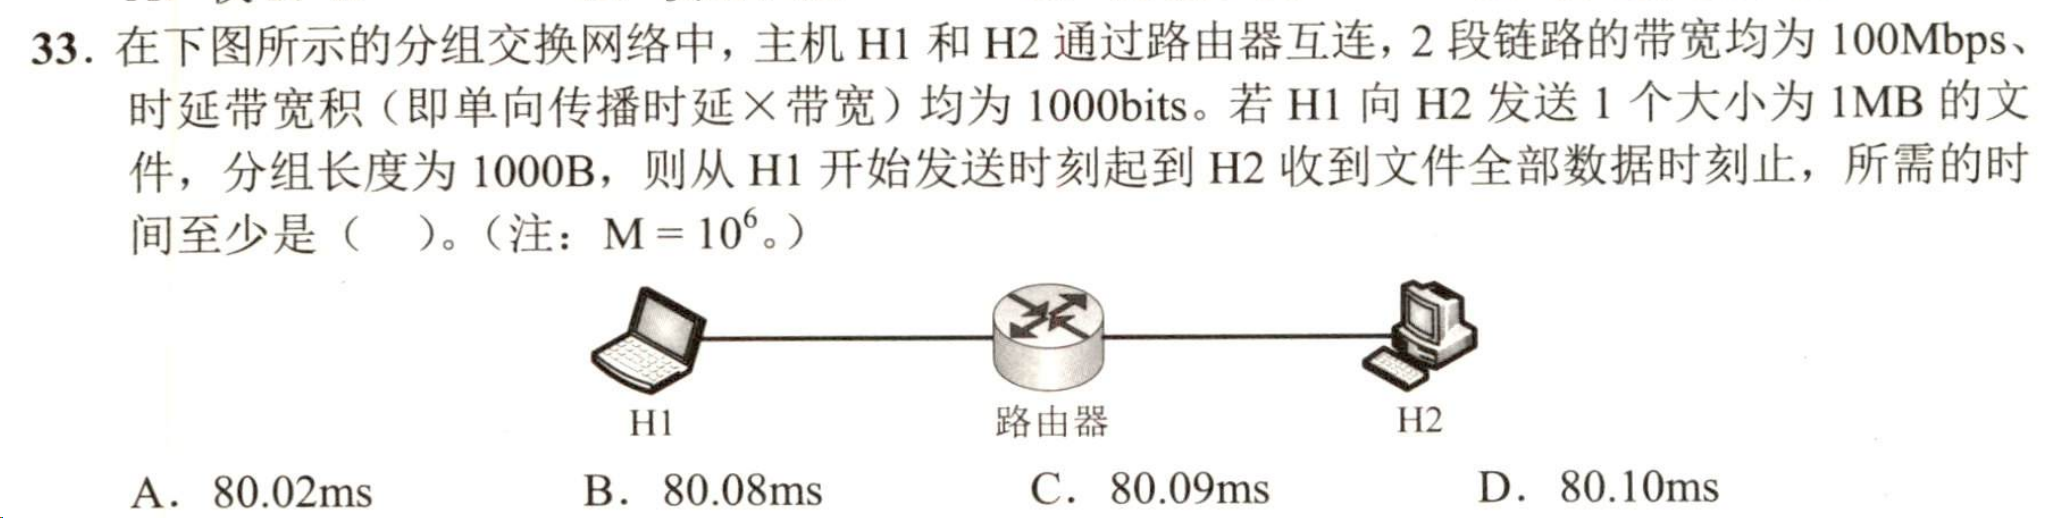 33. 在下图所示的分组交换网络中，主机 H1 和 H2 通过路由器互连，2 段链路的带宽均为 100Mbps、
时延带宽积（即单向传播时延×带宽）均为 1000bits。若 H1 向 H2 发送 1 个大小为 1MB 的文
件，分组长度为 1000B，则从 H1 开始发送时刻起到 H2 收到文件全部数据时刻止，所需的时
间至少是（　）。（注：M = 10⁶。）
H1 路由器 H2
A. 80.02ms B. 80.08ms C. 80.09ms D. 80.10ms